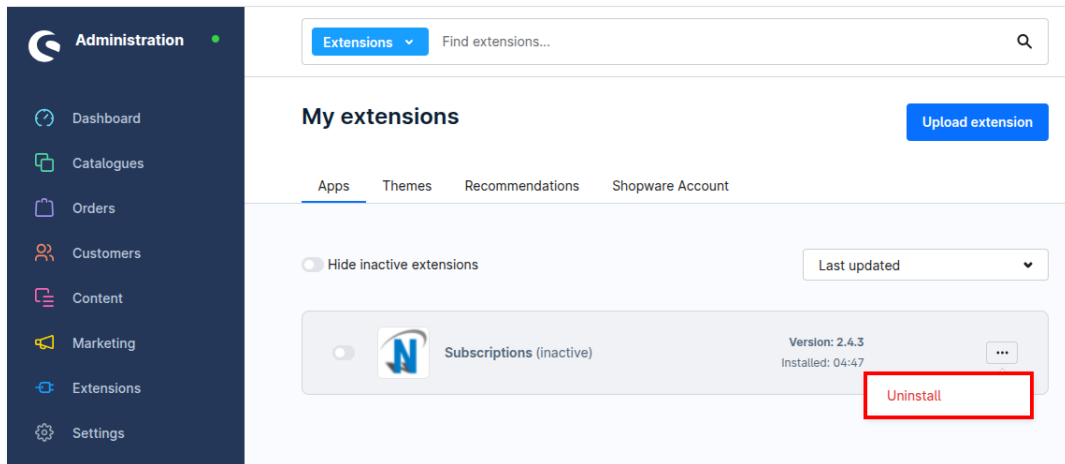 Administration
Extensions
Find extensions...
Dashboard
Catalogues
Orders
Customers
Content
Marketing
Extensions
Settings
My extensions
Upload extension
Apps
Themes
Recommendations
Shopware Account
Hide inactive extensions
Last updated
N
Subscriptions (inactive)
Version: 2.4.3
Installed: 04:47
Uninstall